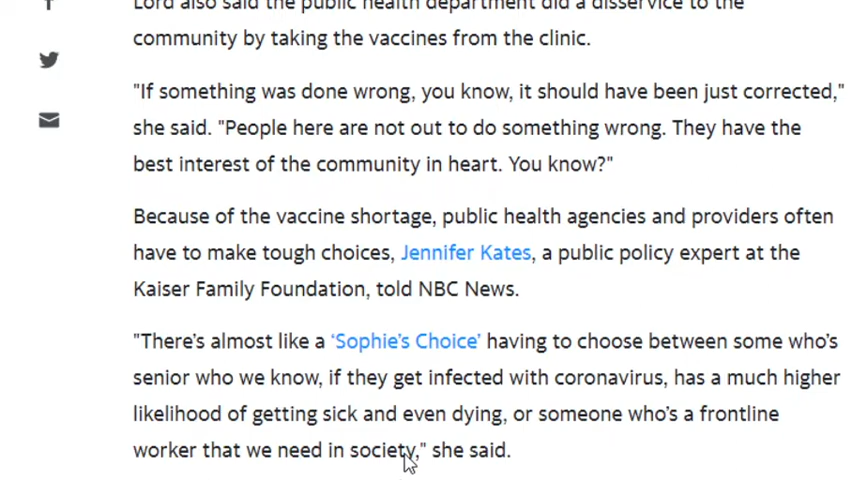 Lord also said the public health department did a disservice to the
community by taking the vaccines from the clinic.
"If something was done wrong, you know, it should have been just corrected,"
she said. "People here are not out to do something wrong. They have the
best interest of the community in heart. You know?"
Because of the vaccine shortage, public health agencies and providers often
have to make tough choices, Jennifer Kates, a public policy expert at the
Kaiser Family Foundation, told NBC News.
"There's almost like a ‘Sophie's Choice’ having to choose between some who's
senior who we know, if they get infected with coronavirus, has a much higher
likelihood of getting sick and even dying, or someone who's a frontline
worker that we need in society," she said.